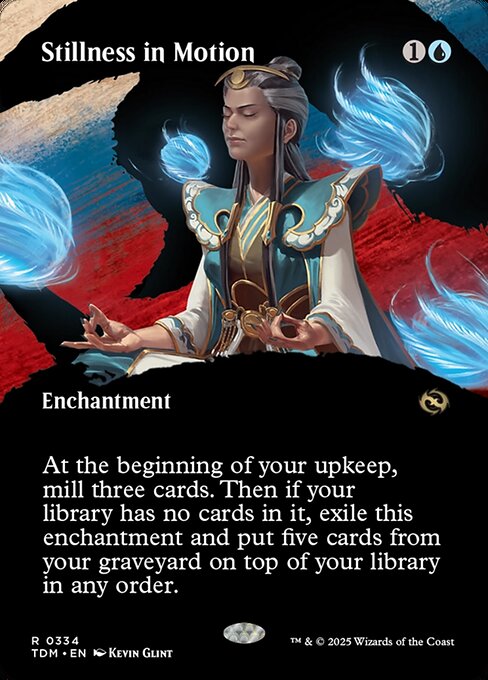 Stillness in Motion 1
Enchantment
At the beginning of your upkeep,
mill three cards. Then if your
library has no cards in it, exile this
enchantment and put five cards from
your graveyard on top of your library
in any order.
R 0334
TDM • EN Kevin Glint
™ & © 2025 Wizards of the Coast